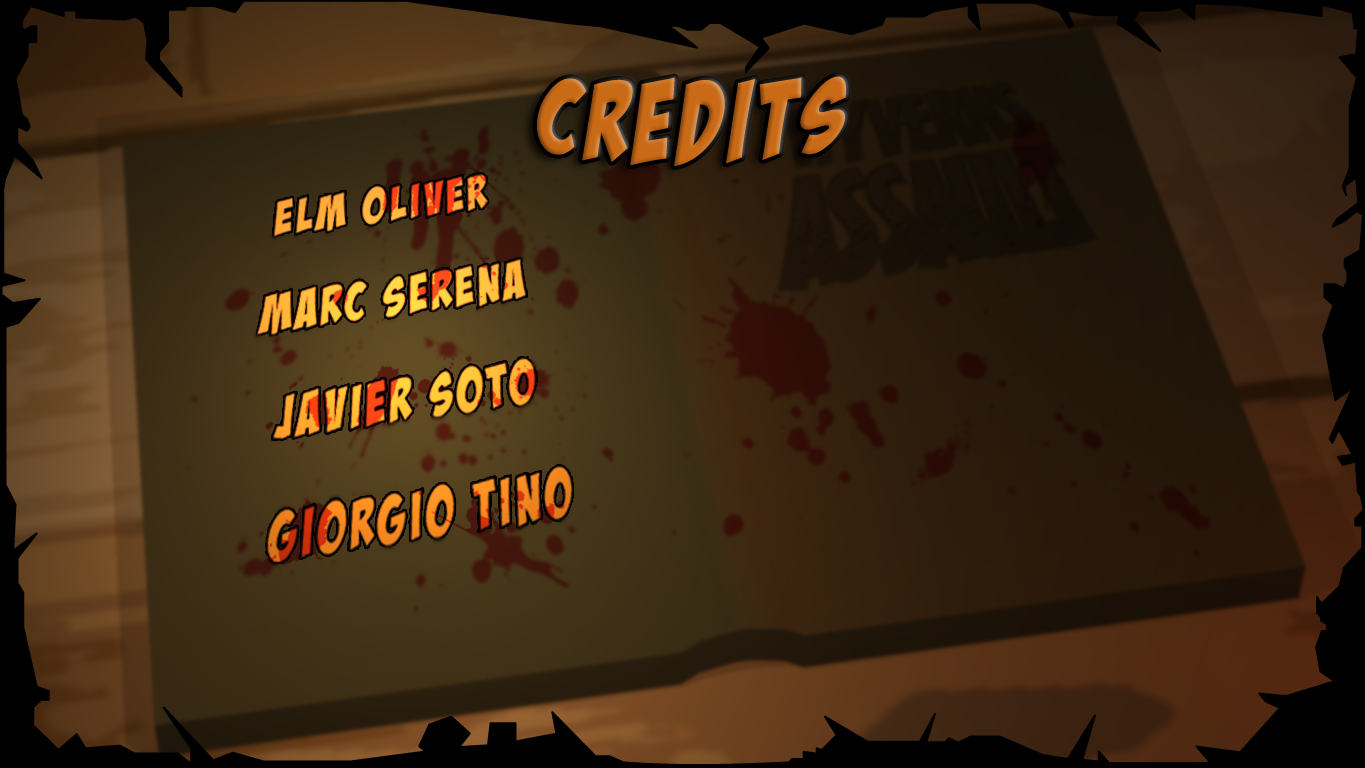 CREDITS
ELM OLIVER
MARC SERENA
JAVIER SOTO
GIORGIO TINO